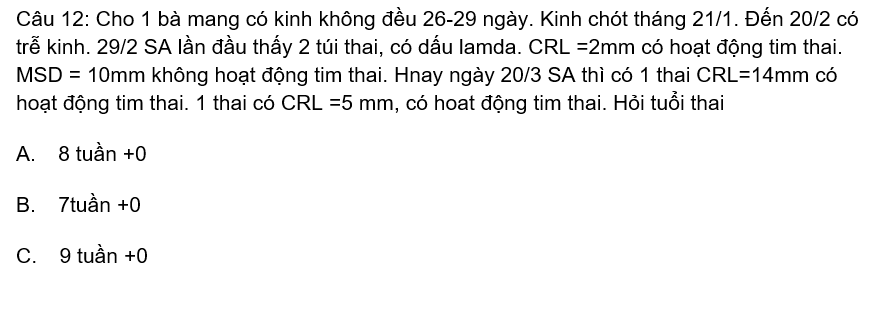 Câu 12: Cho 1 bà mang có kinh không đều 26-29 ngày. Kinh chót tháng 21/1. Đến 20/2 có
trễ kinh. 29/2 SA lần đầu thấy 2 túi thai, có dấu lamda. CRL =2mm có hoạt động tim thai.
MSD = 10mm không hoạt động tim thai. Hnay ngày 20/3 SA thì có 1 thai CRL=14mm có
hoạt động tim thai. 1 thai có CRL =5 mm, có hoat động tim thai. Hỏi tuổi thai
A. 8 tuần +0
B. 7tuần +0
C. 9 tuần +0